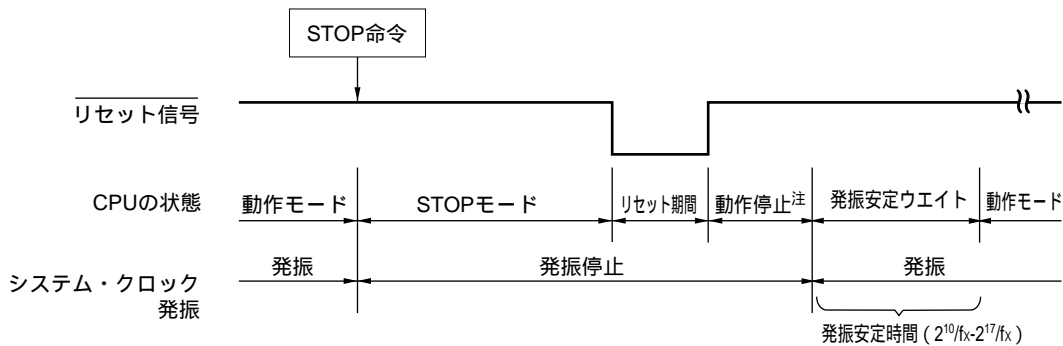 STOP命令
リセット信号
CPUの状態
動作モード
STOPモード
リセット期間
動作停止注
発振安定ウエイト
動作モード
システム・クロック
発振
発振
発振停止
発振
発振安定時間（2¹⁰/fx-2¹⁷/fx）